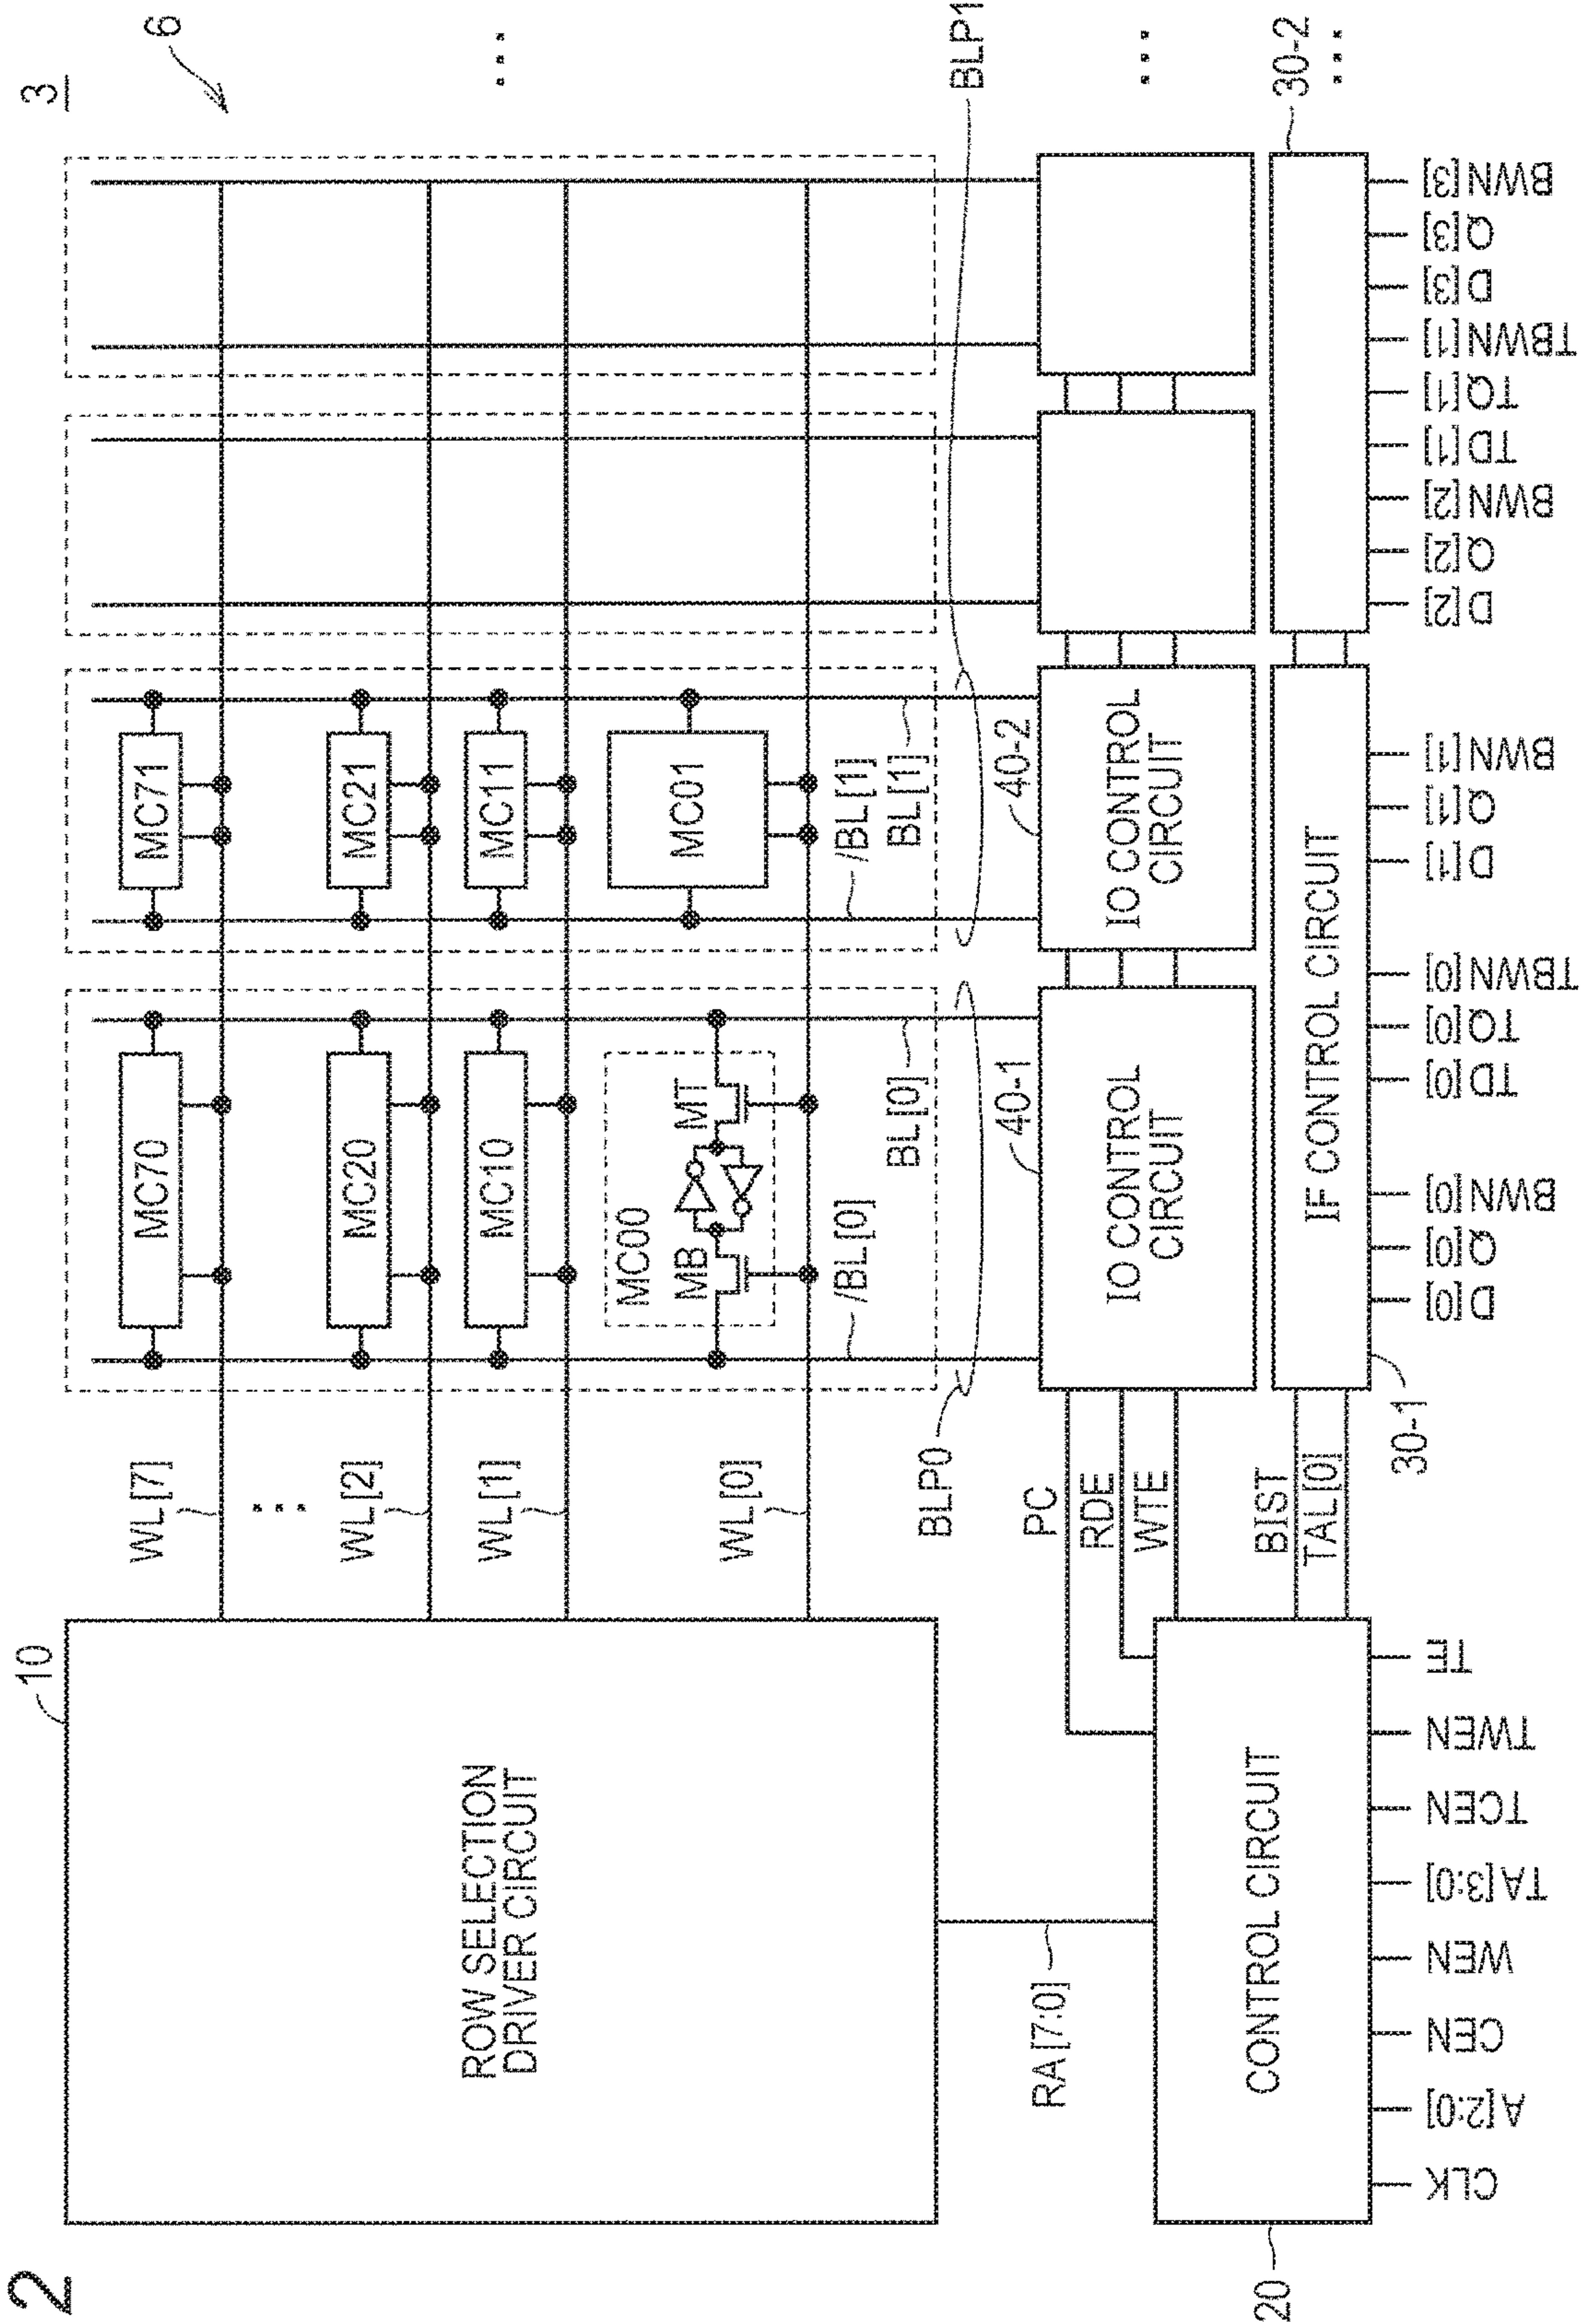 2
3
6
10
ROW SELECTION
DRIVER CIRCUIT
WL[7]
WL[2]
WL[1]
WL[0]
MC70
MC20
MC10
MC00
MB
MT
/BL[0]
BL[0]
BLP0
MC71
MC21
MC11
MC01
/BL[1]
BL[1]
BLP1
RA[7:0]
PC
RDE
WTE
BIST
TAL[0]
20
CONTROL CIRCUIT
40-1
IO CONTROL
CIRCUIT
40-2
IO CONTROL
CIRCUIT
30-1
IF CONTROL CIRCUIT
30-2
CLK
A[2:0]
CEN
WEN
TA[3:0]
TCEN
TWEN
TE
D[0]
Q[0]
BWN[0]
TD[0]
TQ[0]
TBWN[0]
D[1]
Q[1]
BWN[1]
D[2]
Q[2]
BWN[2]
TD[1]
TQ[1]
TBWN[1]
D[3]
Q[3]
BWN[3]